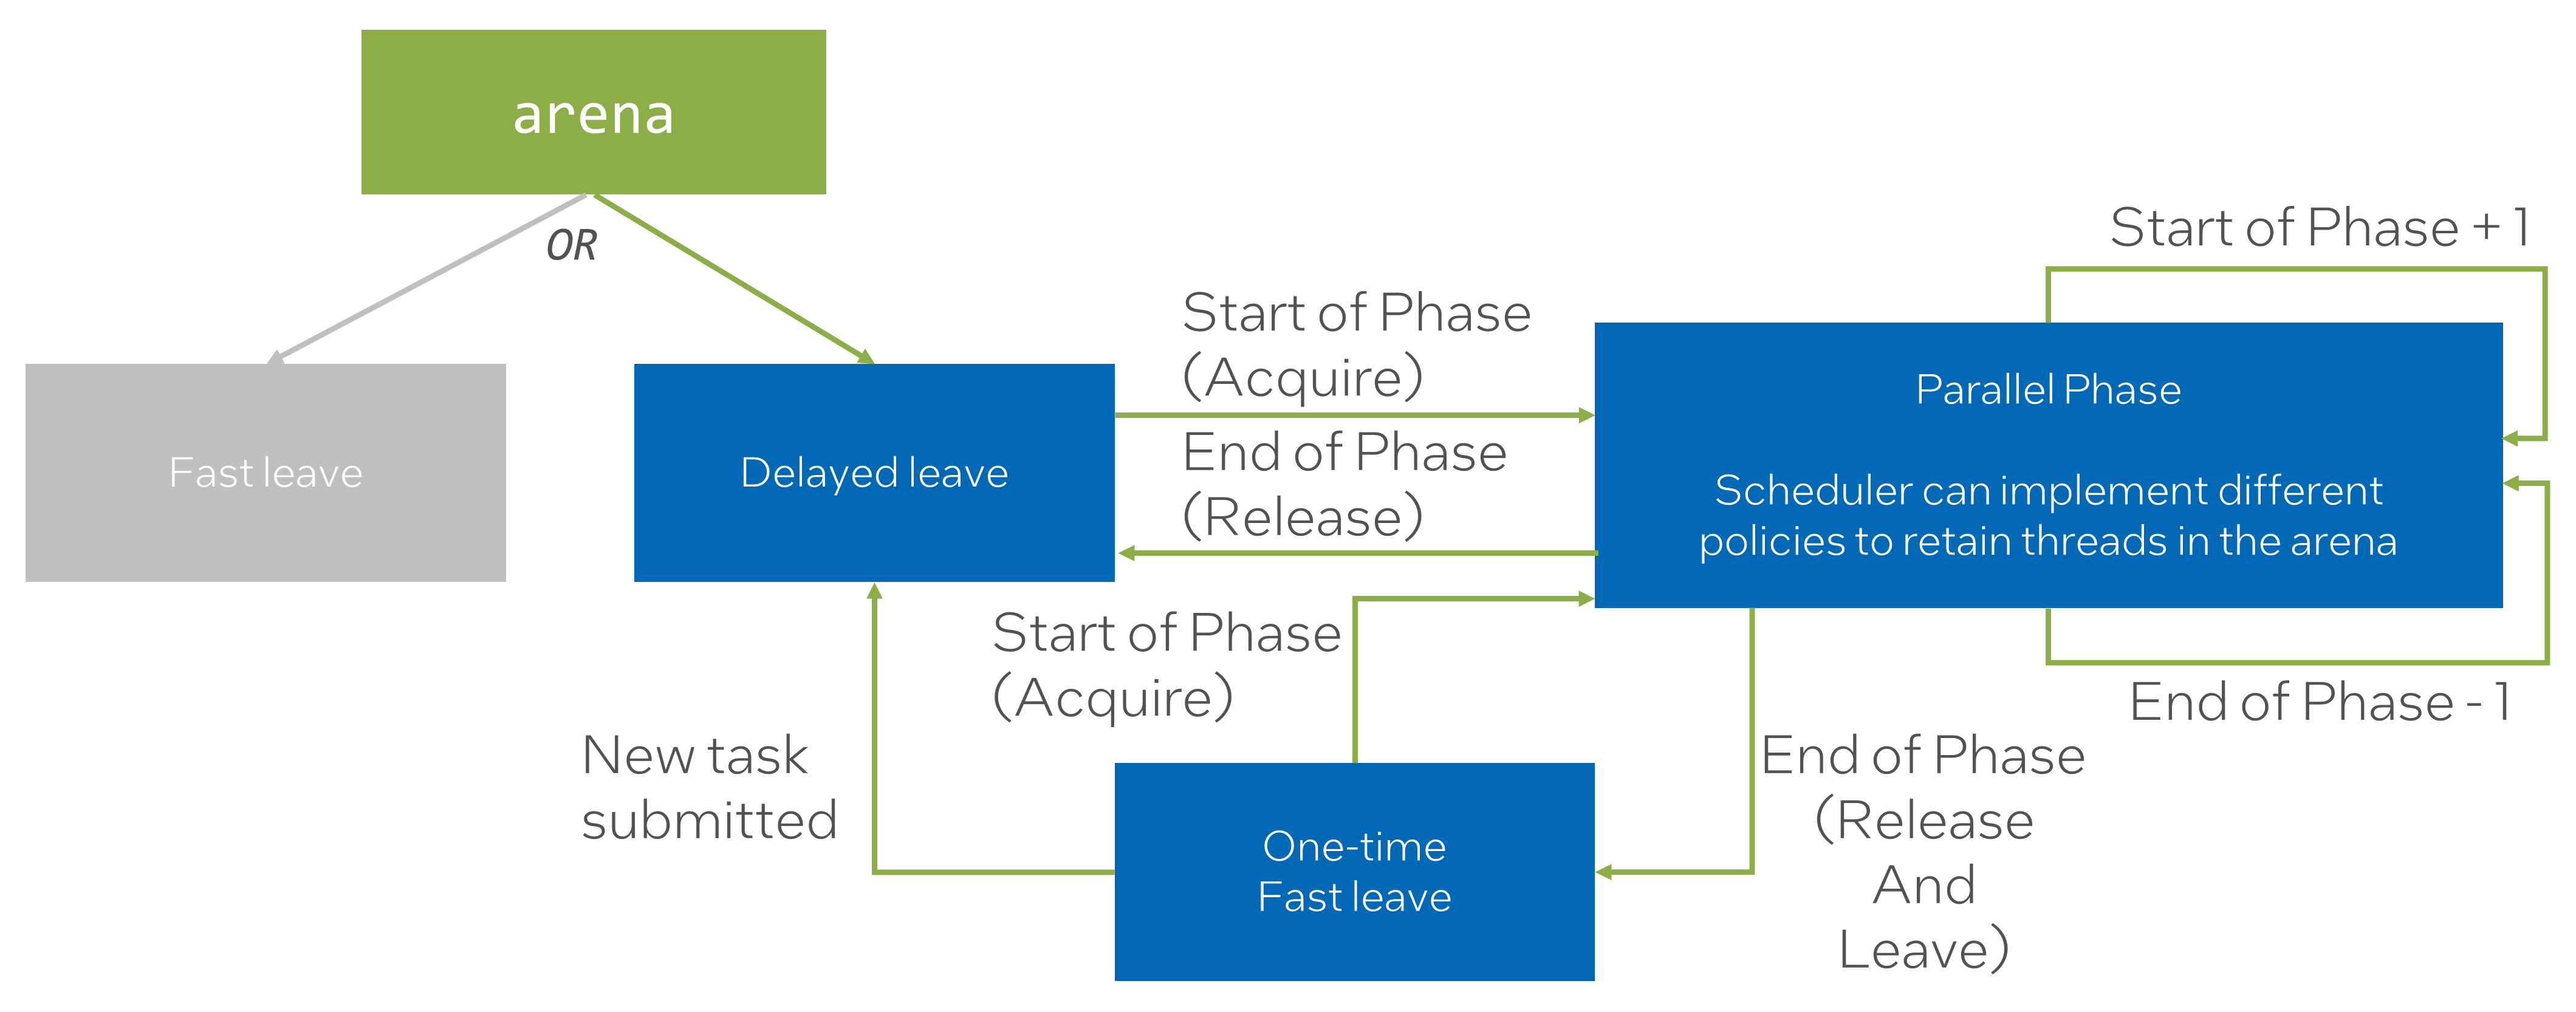 arena
OR
Start of Phase + 1
Start of Phase
(Acquire)
End of Phase
(Release)
Fast leave
Delayed leave
Parallel Phase
Scheduler can implement different
policies to retain threads in the arena
Start of Phase
(Acquire)
End of Phase - 1
New task
submitted
One-time
Fast leave
End of Phase
(Release
And
Leave)